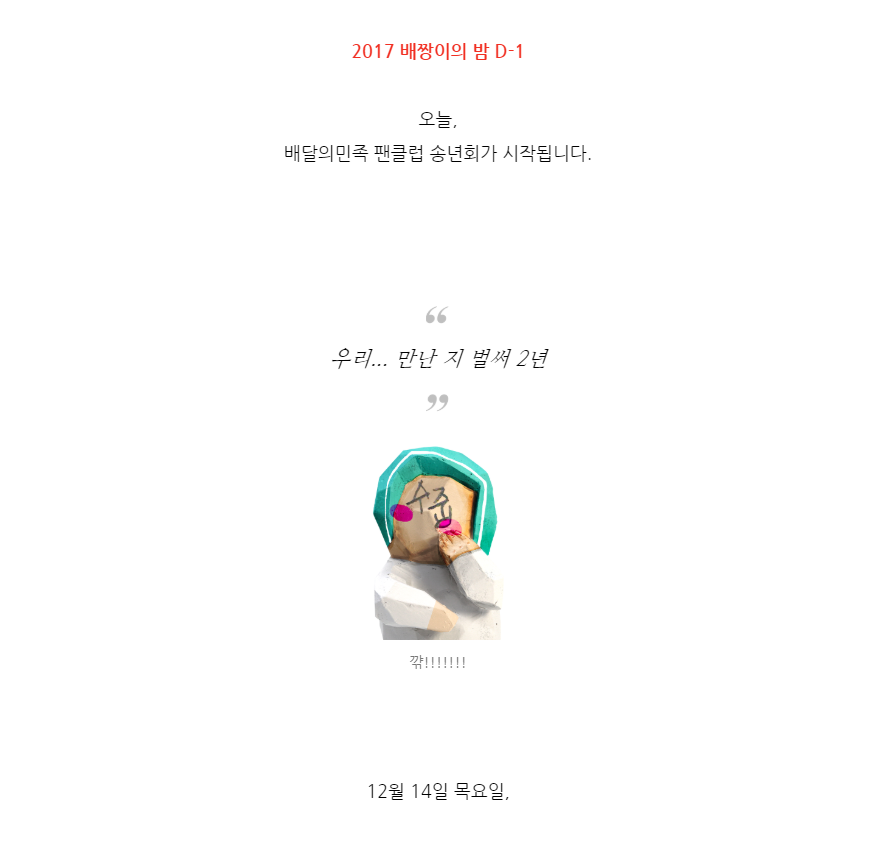 2017 배짱이의 밤 D-1
오늘,
배달의민족 팬클럽 송년회가 시작됩니다.
“
우리... 만난 지 벌써 2년
”
수줍
꺆!!!!!!!
12월 14일 목요일,